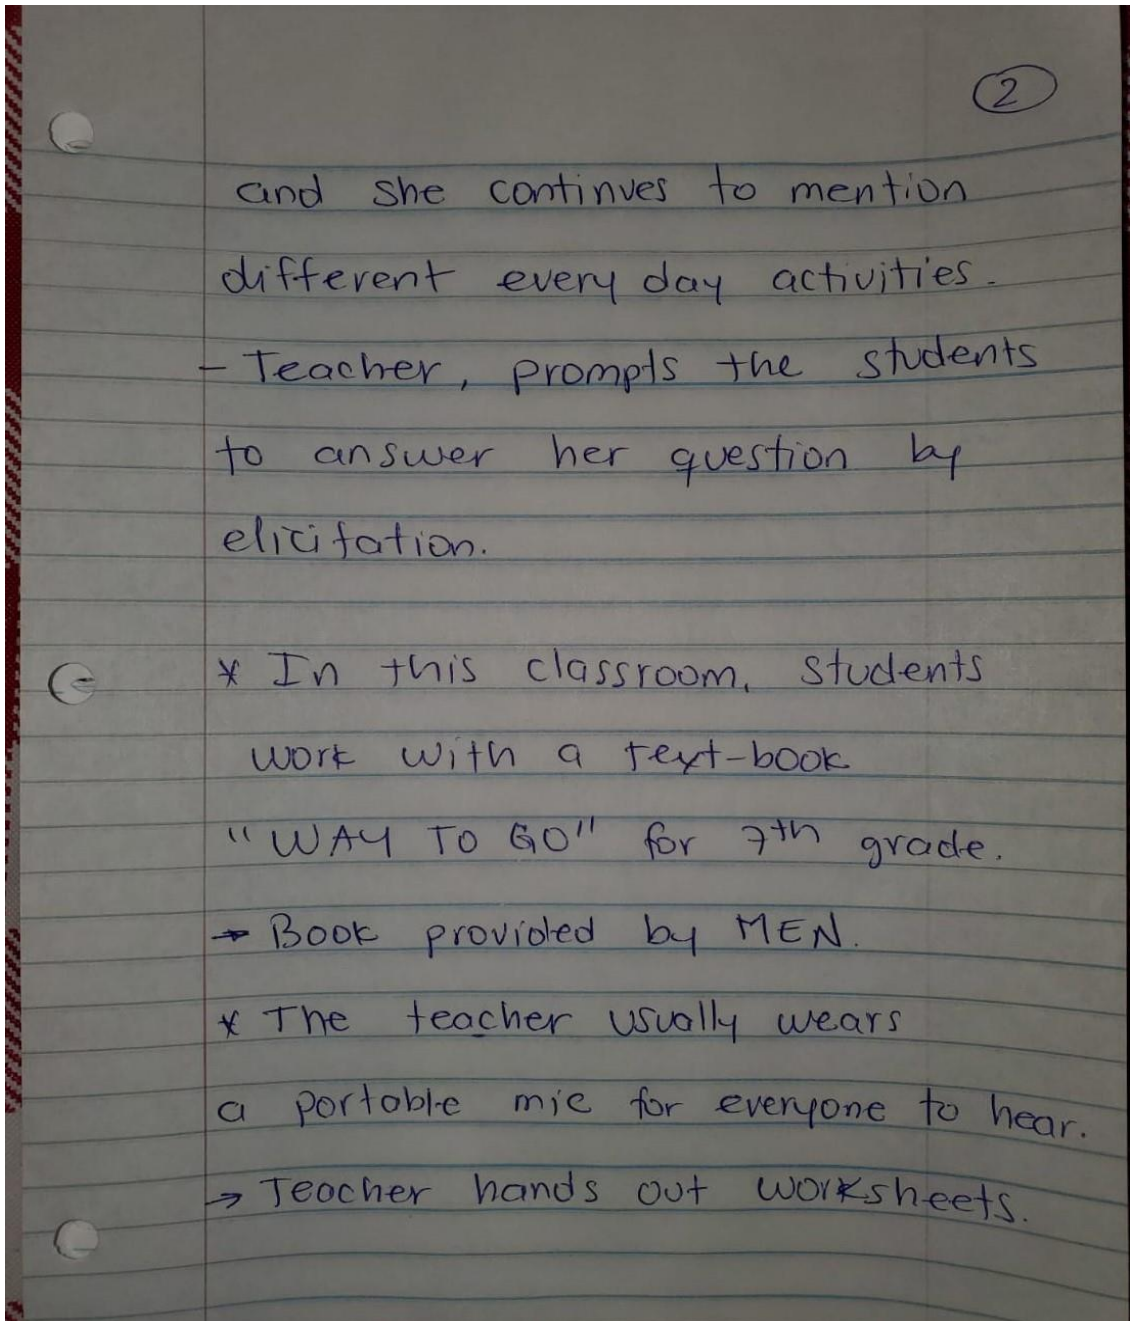 2
and she continues to mention
different every day activities.
- Teacher, prompts the students
to answer her question by
elicitation.
* In this classroom, students
work with a text-book
"WAY TO GO" for 7th grade.
→ Book provided by MEN.
* The teacher usually wears
a portable mic for everyone to hear.
→ Teacher hands out worksheets.